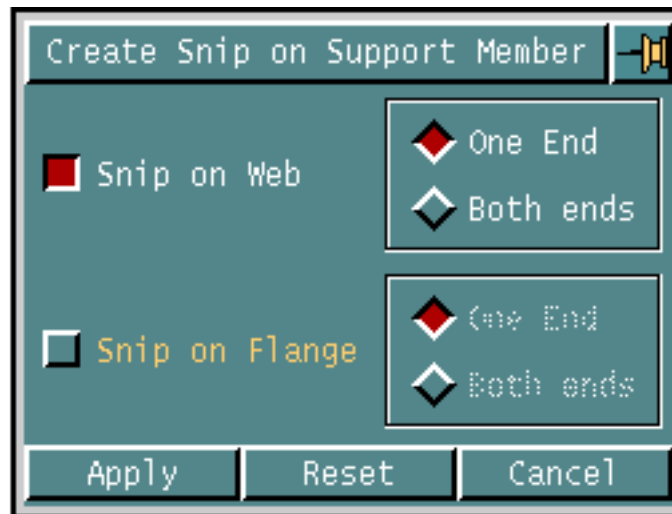 Create Snip on Support Member
Snip on Web
One End
Both ends
Snip on Flange
One End
Both ends
Apply
Reset
Cancel